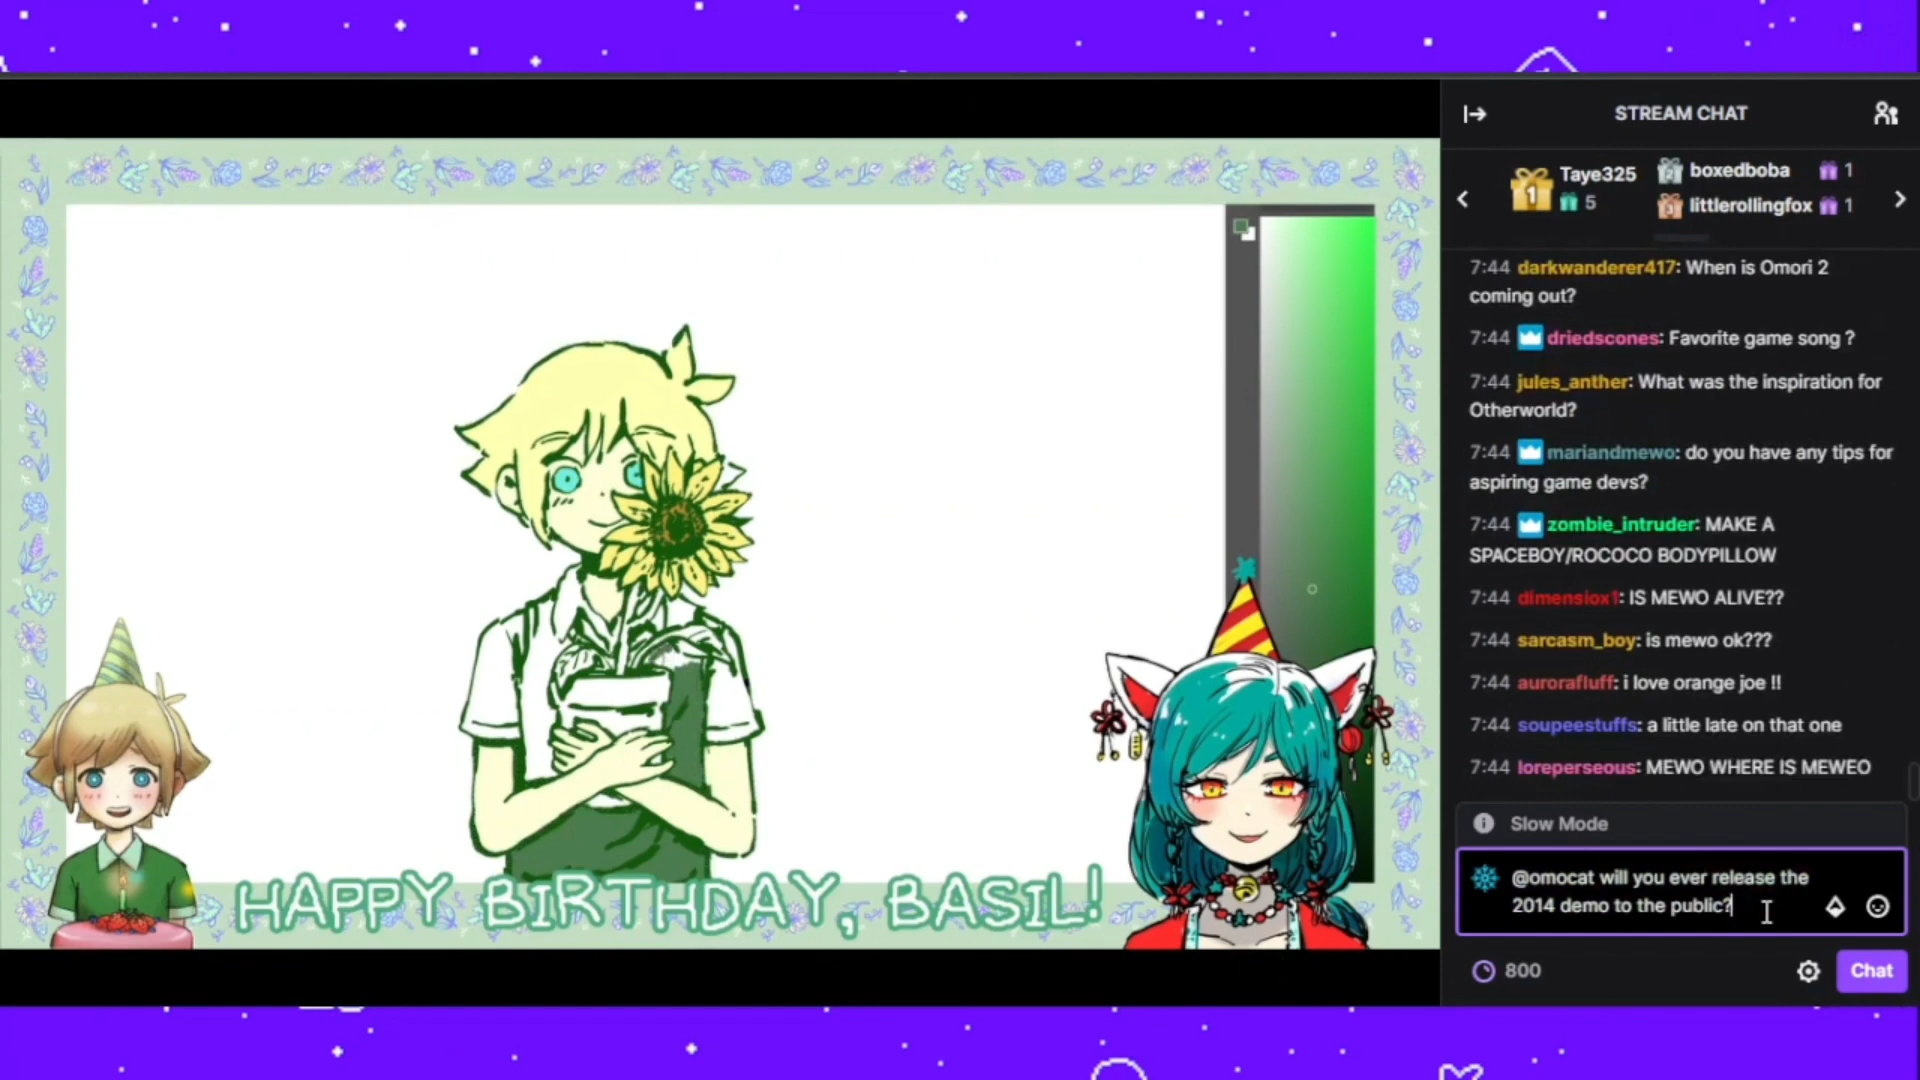 STREAM CHAT
1
Taye325
5
2
boxedboba
1
3
littlerollingfox
1
7:44 darkwanderer417: When is Omori 2
coming out?
7:44 driedscones: Favorite game song ?
7:44 jules_anther: What was the inspiration for
Otherworld?
7:44 mariandmewo: do you have any tips for
aspiring game devs?
7:44 zombie_intruder: MAKE A
SPACEBOY/ROCOCO BODYPILLOW
7:44 dimensiox1: IS MEWO ALIVE??
7:44 sarcasm_boy: is mewo ok???
7:44 aurorafluff: i love orange joe !!
7:44 soupeestuffs: a little late on that one
7:44 loreperseous: MEWO WHERE IS MEWEO
Slow Mode
@omocat will you ever release the
2014 demo to the public?
800
Chat
HAPPY BIRTHDAY, BASIL!